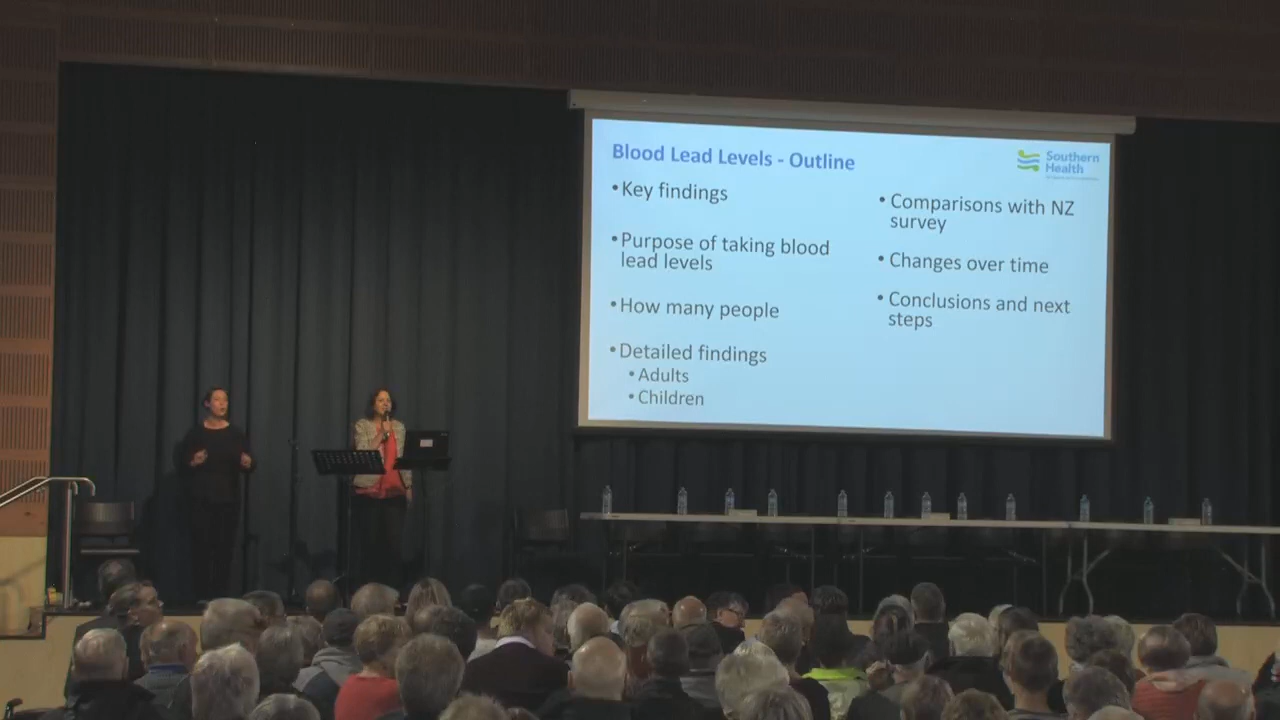 Blood Lead Levels - Outline
Southern
Health
• Key findings
• Purpose of taking blood
lead levels
• How many people
• Detailed findings
• Adults
• Children
• Comparisons with NZ
survey
• Changes over time
• Conclusions and next
steps